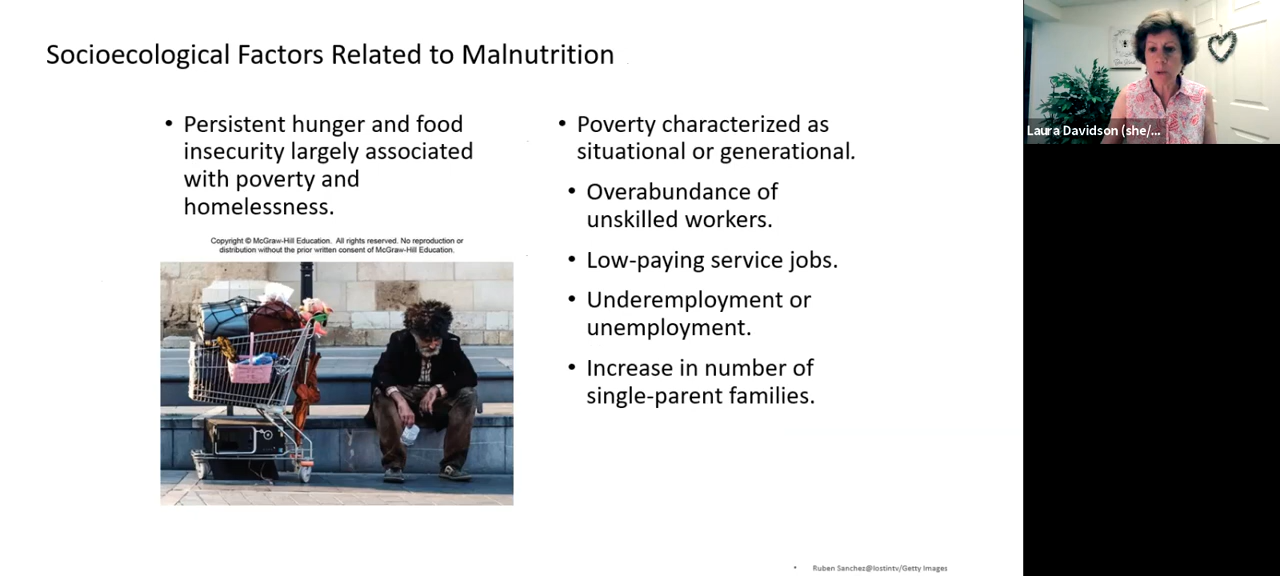 Socioecological Factors Related to Malnutrition
• Persistent hunger and food
insecurity largely associated
with poverty and
homelessness.
Copyright © McGraw-Hill Education. All rights reserved. No reproduction or
distribution without the prior written consent of McGraw-Hill Education.
• Poverty characterized as
situational or generational.
• Overabundance of
unskilled workers.
• Low-paying service jobs.
• Underemployment or
unemployment.
• Increase in number of
single-parent families.
• Ruben Sanchez@lostintv/Getty Images
Laura Davidson (she/...